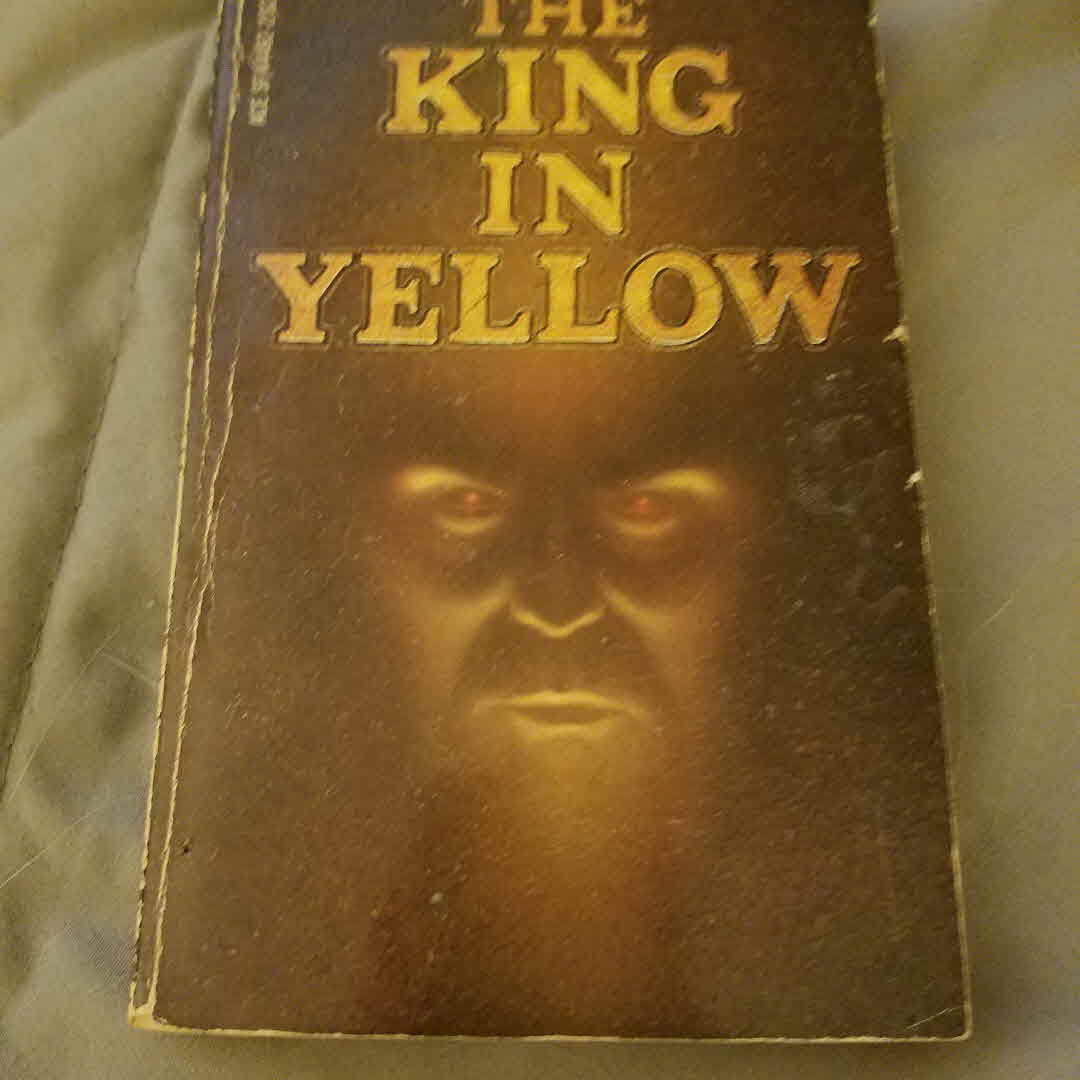 THE
KING
IN
YELLOW